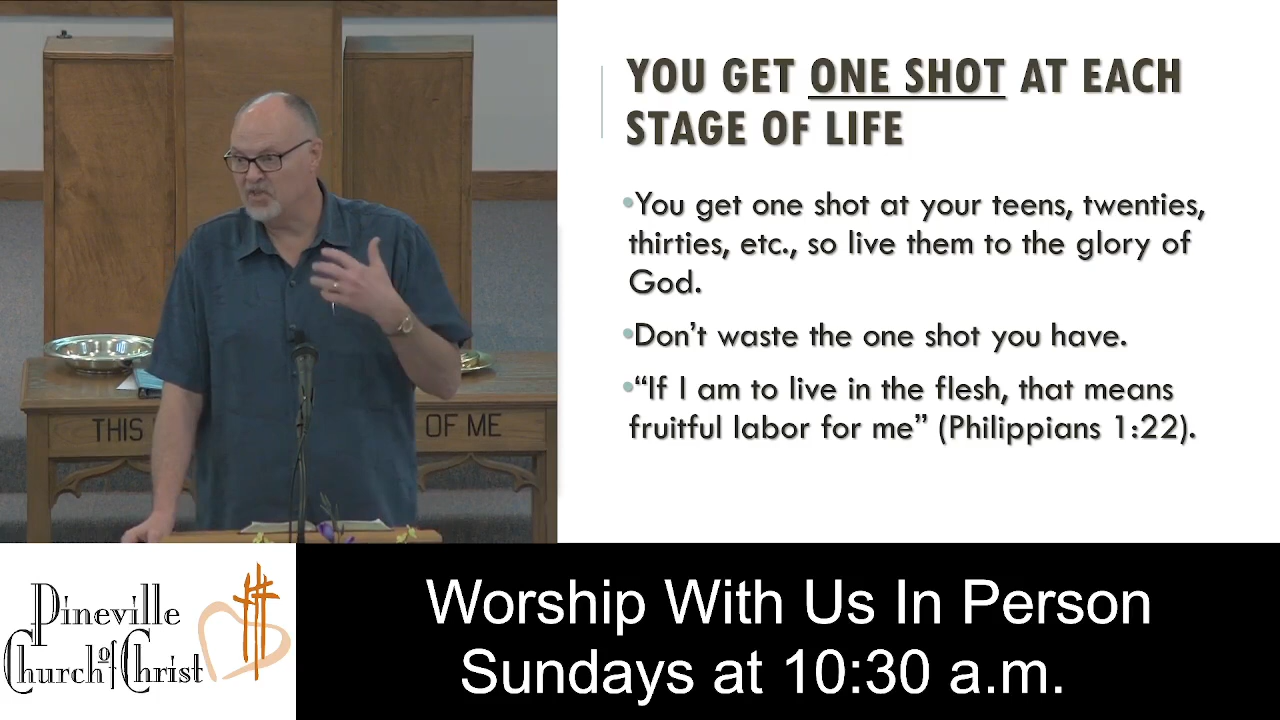 YOU GET ONE SHOT AT EACH
STAGE OF LIFE
•You get one shot at your teens, twenties,
thirties, etc., so live them to the glory of
God.
•Don’t waste the one shot you have.
•“If I am to live in the flesh, that means
fruitful labor for me” (Philippians 1:22).
THIS OF ME
Pineville
Church of Christ
Worship With Us In Person
Sundays at 10:30 a.m.